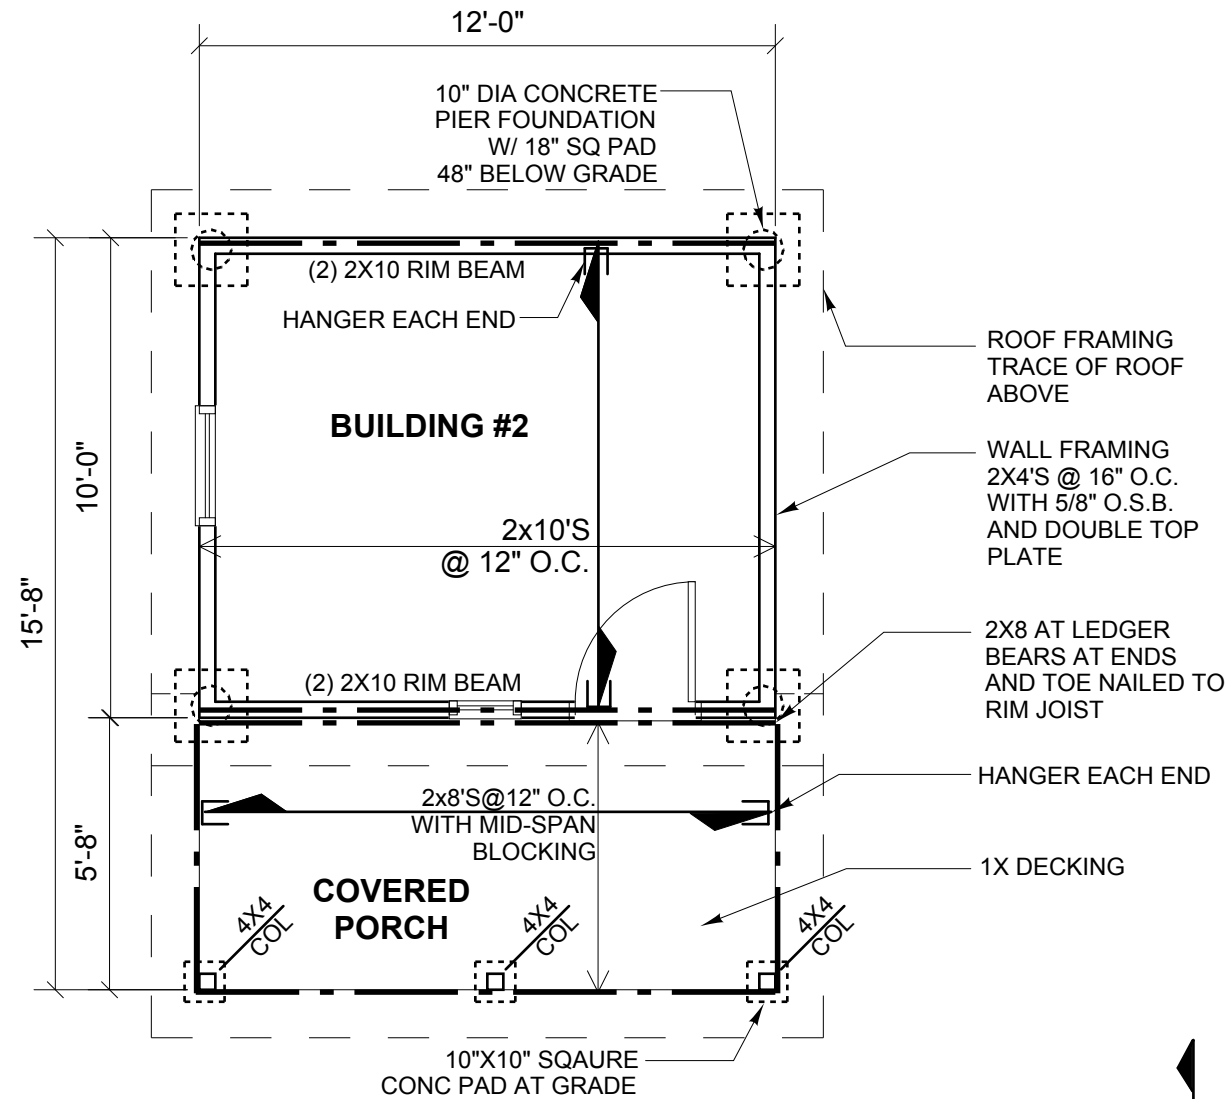 12'-0"
10" DIA CONCRETE
PIER FOUNDATION
W/ 18" SQ PAD
48" BELOW GRADE
(2) 2X10 RIM BEAM
HANGER EACH END
ROOF FRAMING
TRACE OF ROOF
ABOVE
BUILDING #2
WALL FRAMING
2X4'S @ 16" O.C.
WITH 5/8" O.S.B.
AND DOUBLE TOP
PLATE
10'-0"
2x10'S
@ 12" O.C.
15'-8"
2X8 AT LEDGER
BEARS AT ENDS
AND TOE NAILED TO
RIM JOIST
(2) 2X10 RIM BEAM
HANGER EACH END
2x8'S@12" O.C.
WITH MID-SPAN
BLOCKING
5'-8"
1X DECKING
COVERED
PORCH
4X4
COL
4X4
COL
4X4
COL
10"X10" SQAURE
CONC PAD AT GRADE